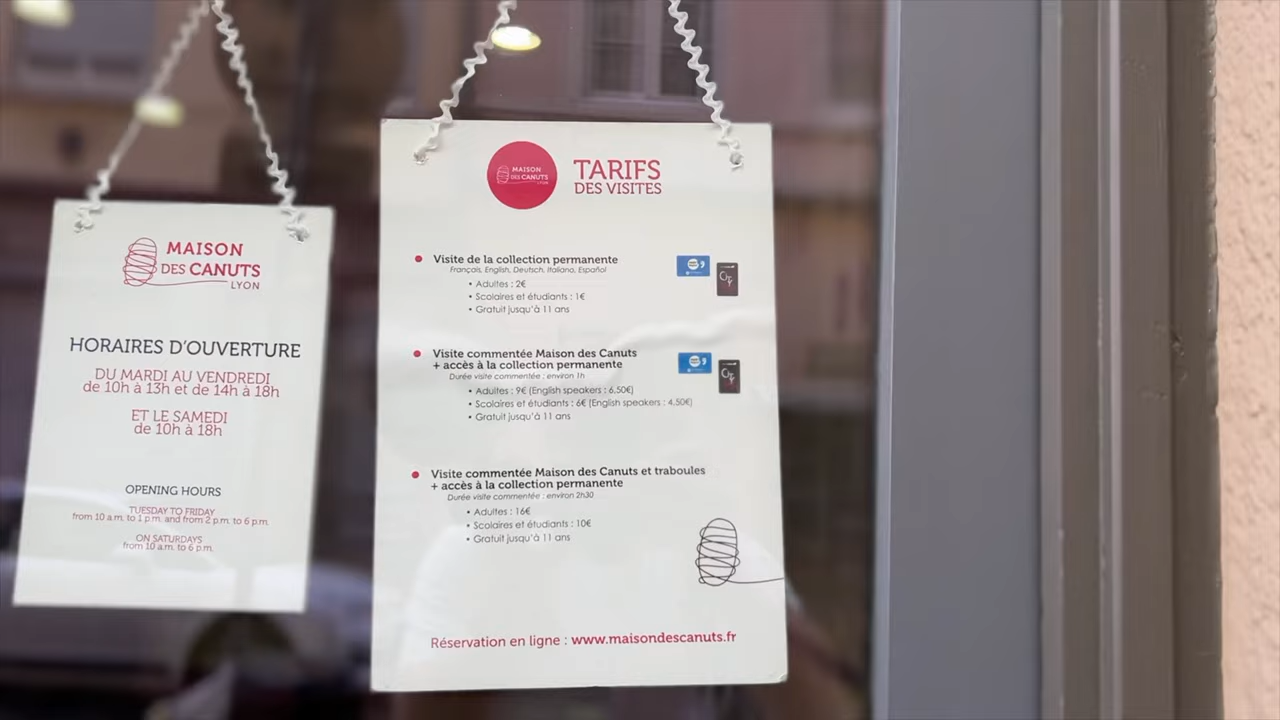 MAISON
DES CANUTS
LYON
HORAIRES D'OUVERTURE
DU MARDI AU VENDREDI
de 10h à 13h et de 14h à 18h
ET LE SAMEDI
de 10h à 18h
OPENING HOURS
TUESDAY TO FRIDAY
from 10 a.m. to 1 p.m. and from 2 p.m. to 6 p.m.
ON SATURDAYS
from 10 a.m. to 6 p.m.
MAISON
DES CANUTS
LYON
TARIFS
DES VISITES
Visite de la collection permanente
Français, English, Deutsch, Italiano, Español
• Adultes : 2€
• Scolaires et étudiants : 1€
• Gratuit jusqu'à 11 ans
Visite commentée Maison des Canuts
+ accès à la collection permanente
Durée visite commentée : environ 1h
• Adultes : 9€ (English speakers : 6.50€)
• Scolaires et étudiants : 6€ (English speakers : 4.50€)
• Gratuit jusqu'à 11 ans
Visite commentée Maison des Canuts et traboules
+ accès à la collection permanente
Durée visite commentée : environ 2h30
• Adultes : 16€
• Scolaires et étudiants : 10€
• Gratuit jusqu'à 11 ans
Réservation en ligne : www.maisondescanuts.fr